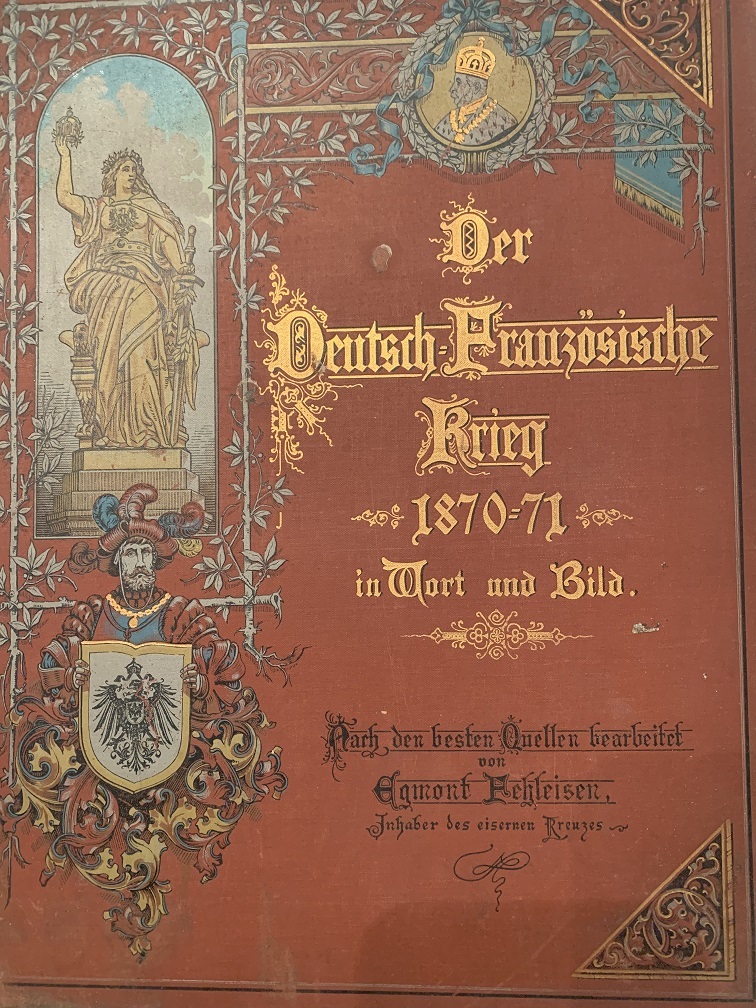 Der
Deutsch-Französische
Krieg
1870-71
in Wort und Bild.
Nach den besten Quellen bearbeitet
von
Egmont Fehleisen,
Inhaber des eisernen Kreuzes